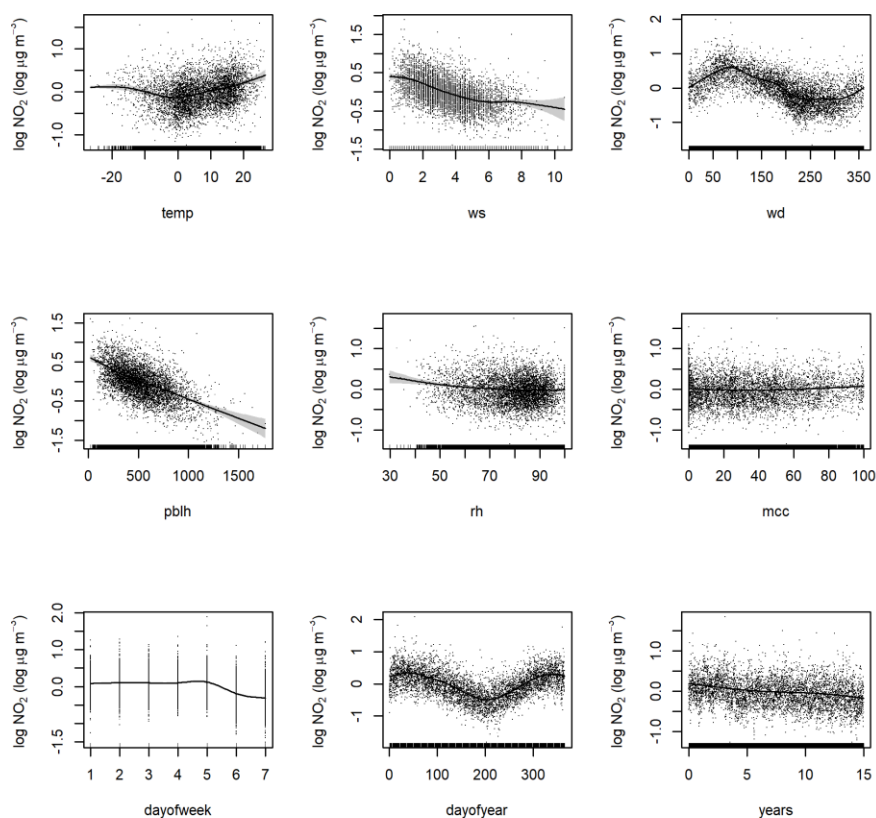 log NO₂ (log μg m⁻³)
-1.0 0.0 1.0
-20 0 10 20
temp
log NO₂ (log μg m⁻³)
-1.5 -0.5 0.5 1.5
0 2 4 6 8 10
ws
log NO₂ (log μg m⁻³)
-1 0 1 2
0 50 150 250 350
wd
log NO₂ (log μg m⁻³)
-1.5 -0.5 0.5 1.5
0 500 1000 1500
pblh
log NO₂ (log μg m⁻³)
-1.0 0.0 1.0
30 50 70 90
rh
log NO₂ (log μg m⁻³)
-1.0 0.0 1.0
0 20 40 60 80 100
mcc
log NO₂ (log μg m⁻³)
-1.5 0.0 1.0 2.0
1 2 3 4 5 6 7
dayofweek
log NO₂ (log μg m⁻³)
-1 0 1 2
0 100 200 300
dayofyear
log NO₂ (log μg m⁻³)
-1.0 0.0 1.0
0 5 10 15
years